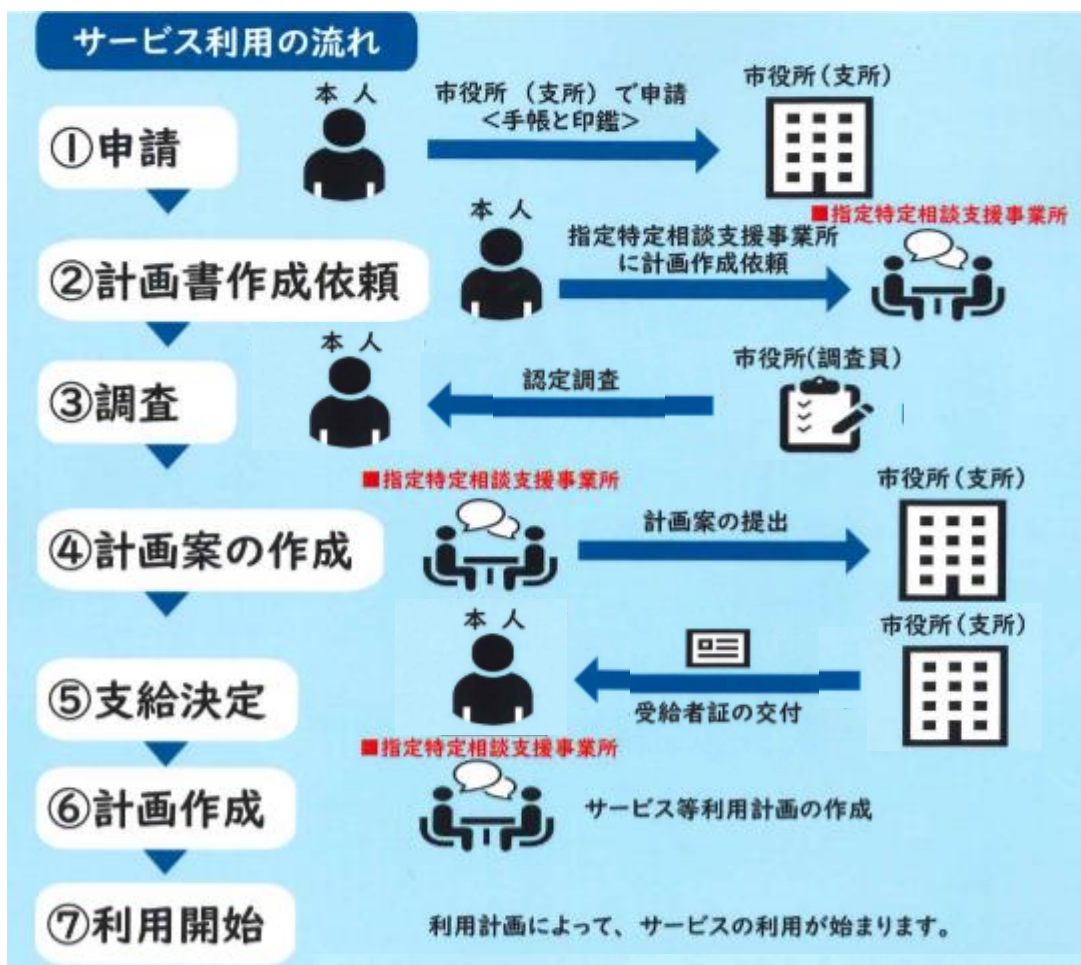 サービス利用の流れ
①申請
本人
市役所（支所）で申請
<手帳と印鑑>
市役所(支所)
②計画書作成依頼
本人
指定特定相談支援事業所
に計画作成依頼
■指定特定相談支援事業所
③調査
本人
認定調査
市役所(調査員)
④計画案の作成
■指定特定相談支援事業所
計画案の提出
市役所(支所)
⑤支給決定
本人
受給者証の交付
市役所(支所)
⑥計画作成
■指定特定相談支援事業所
サービス等利用計画の作成
⑦利用開始
利用計画によって、サービスの利用が始まります。